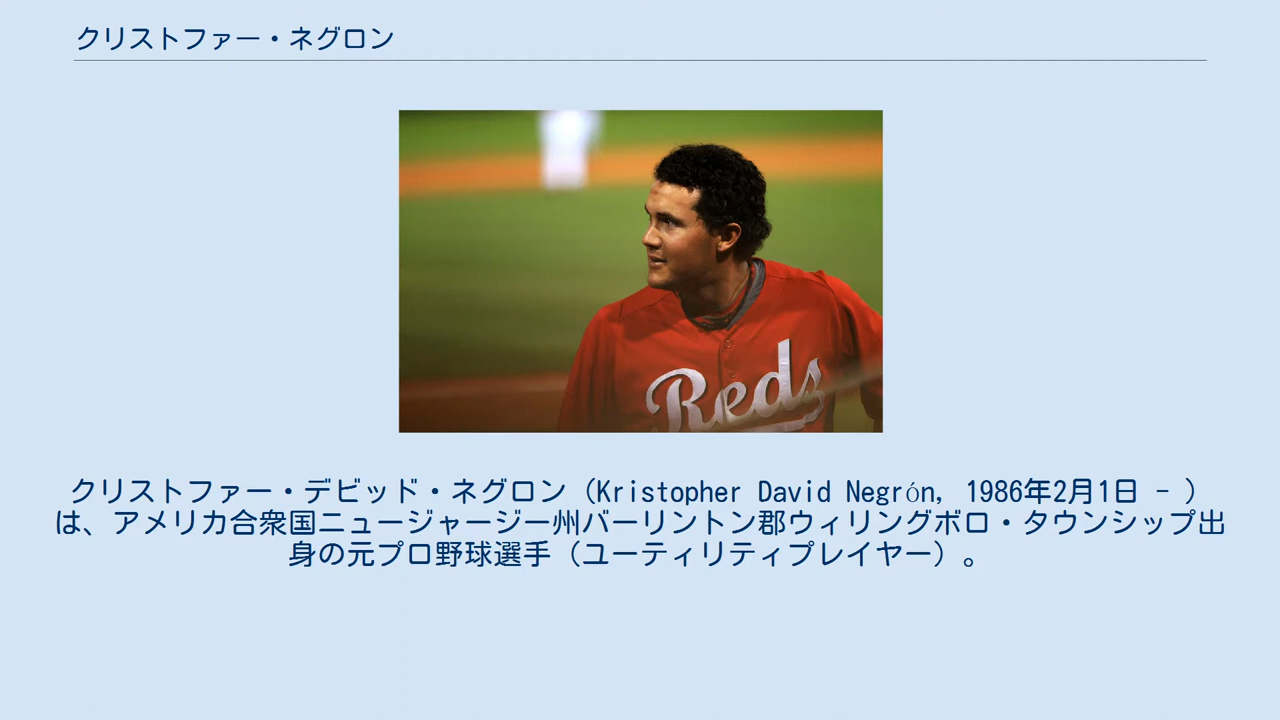 クリストファー・ネグロン
Reds
クリストファー・デビッド・ネグロン（Kristopher David Negrón, 1986年2月1日 - ）
は、アメリカ合衆国ニュージャージー州バーリントン郡ウィリングボロ・タウンシップ出
身の元プロ野球選手（ユーティリティプレイヤー）。